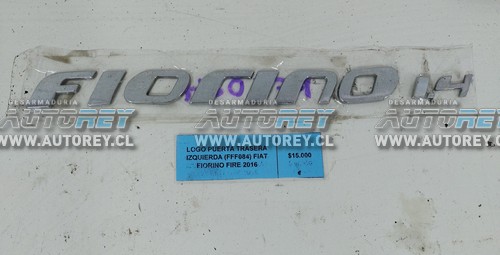 FIORINO 1.4
DESARMADURIA DESARMADURIA DESARMADURIA
AUTOREY AUTOREY AUTOREY
WWW.AUTOREY.CL WWW.AUTOREY.CL WWW.AUTOREY.CL
LOGO PUERTA TRASERA
IZQUIERDA (FFF084) FIAT
FIORINO FIRE 2016
$15.000